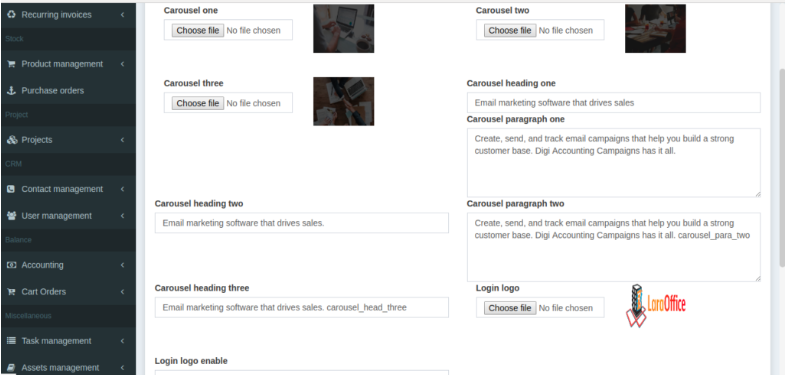 Recurring invoices
Stock
Product management
Purchase orders
Project
Projects
CRM
Contact management
User management
Balance
Accounting
Cart Orders
Miscellaneous
Task management
Assets management
Carousel one
Choose file No file chosen
Carousel two
Choose file No file chosen
Carousel three
Choose file No file chosen
Carousel heading one
Email marketing software that drives sales
Carousel paragraph one
Create, send, and track email campaigns that help you build a strong
customer base. Digi Accounting Campaigns has it all.
Carousel heading two
Email marketing software that drives sales.
Carousel paragraph two
Create, send, and track email campaigns that help you build a strong
customer base. Digi Accounting Campaigns has it all. carousel_para_two
Carousel heading three
Email marketing software that drives sales. carousel_head_three
Login logo
Choose file No file chosen
LaraOffice
Login logo enable